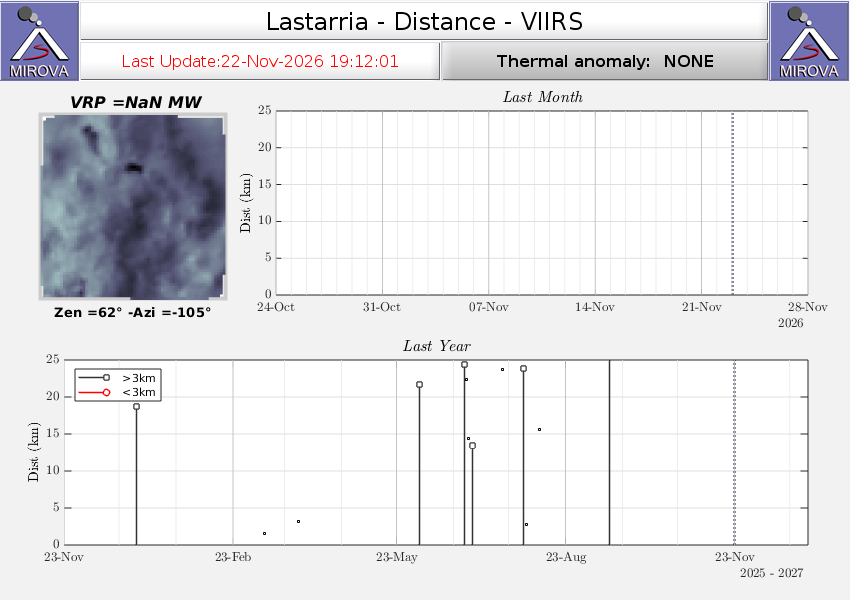 Lastarria - Distance - VIIRS
MIROVA
Last Update:22-Nov-2026 19:12:01
Thermal anomaly:  NONE
MIROVA
VRP =NaN MW
Zen =62° -Azi =-105°
Last Month
Dist (km)
25
20
15
10
5
0
24-Oct
31-Oct
07-Nov
14-Nov
21-Nov
28-Nov
2026
Last Year
Dist (km)
25
20
15
10
5
0
>3km
<3km
23-Nov
23-Feb
23-May
23-Aug
23-Nov
2025 - 2027